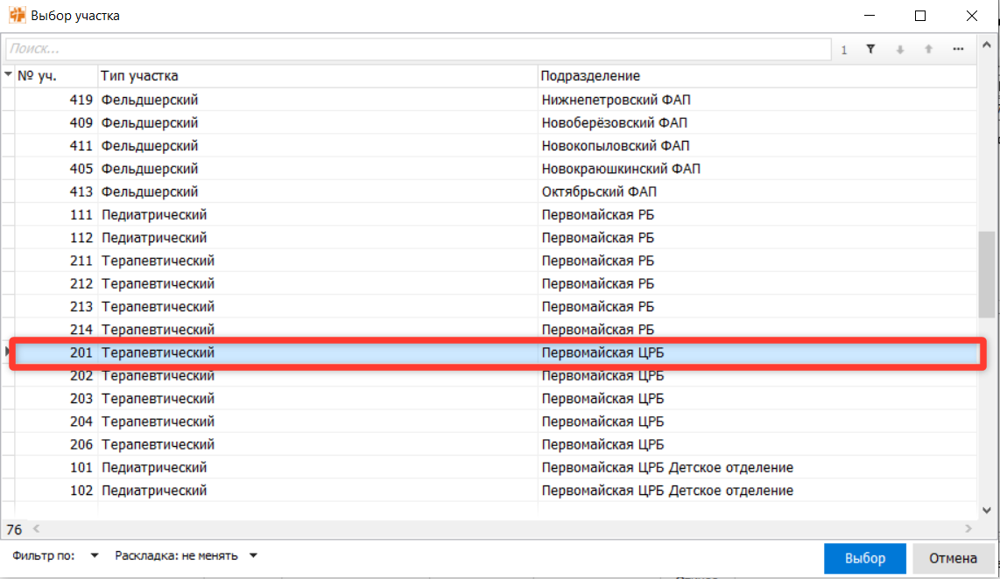 Выбор участка
Поиск...
1
№ уч. Тип участка Подразделение
419 Фельдшерский Нижнепетровский ФАП
409 Фельдшерский Новоберёзовский ФАП
411 Фельдшерский Новокопыловский ФАП
405 Фельдшерский Новокраюшкинский ФАП
413 Фельдшерский Октябрьский ФАП
111 Педиатрический Первомайская РБ
112 Педиатрический Первомайская РБ
211 Терапевтический Первомайская РБ
212 Терапевтический Первомайская РБ
213 Терапевтический Первомайская РБ
214 Терапевтический Первомайская РБ
201 Терапевтический Первомайская ЦРБ
202 Терапевтический Первомайская ЦРБ
203 Терапевтический Первомайская ЦРБ
204 Терапевтический Первомайская ЦРБ
206 Терапевтический Первомайская ЦРБ
101 Педиатрический Первомайская ЦРБ Детское отделение
102 Педиатрический Первомайская ЦРБ Детское отделение
76
Фильтр по: Раскладка: не менять Выбор Отмена